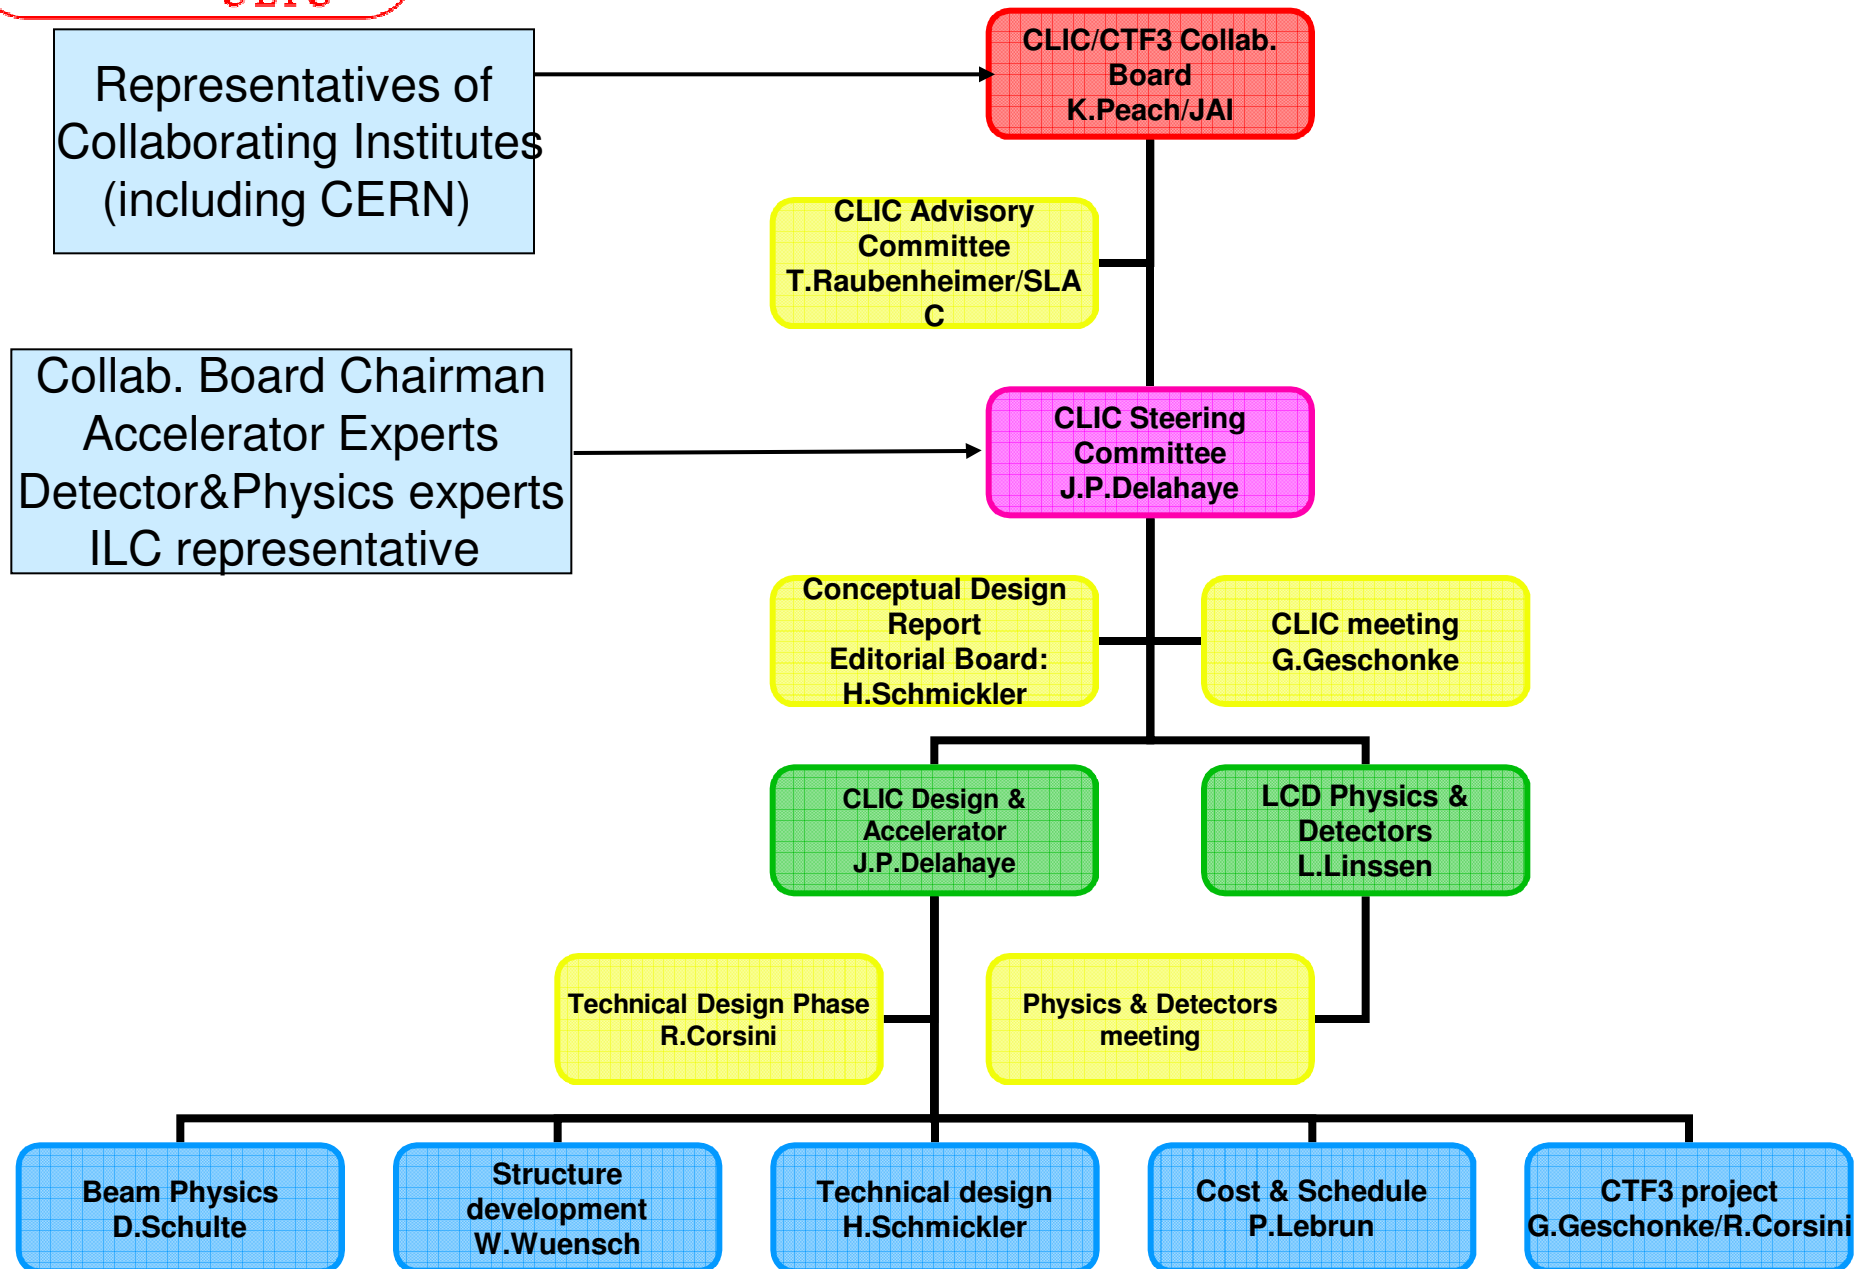 Representatives of
Collaborating Institutes
(including CERN)
CLIC/CTF3 Collab.
Board
K.Peach/JAI
CLIC Advisory
Committee
T.Raubenheimer/SLA
C
Collab. Board Chairman
Accelerator Experts
Detector&Physics experts
ILC representative
CLIC Steering
Committee
J.P.Delahaye
Conceptual Design
Report
Editorial Board:
H.Schmickler
CLIC meeting
G.Geschonke
CLIC Design &
Accelerator
J.P.Delahaye
LCD Physics &
Detectors
L.Linssen
Technical Design Phase
R.Corsini
Physics & Detectors
meeting
Beam Physics
D.Schulte
Structure
development
W.Wuensch
Technical design
H.Schmickler
Cost & Schedule
P.Lebrun
CTF3 project
G.Geschonke/R.Corsini